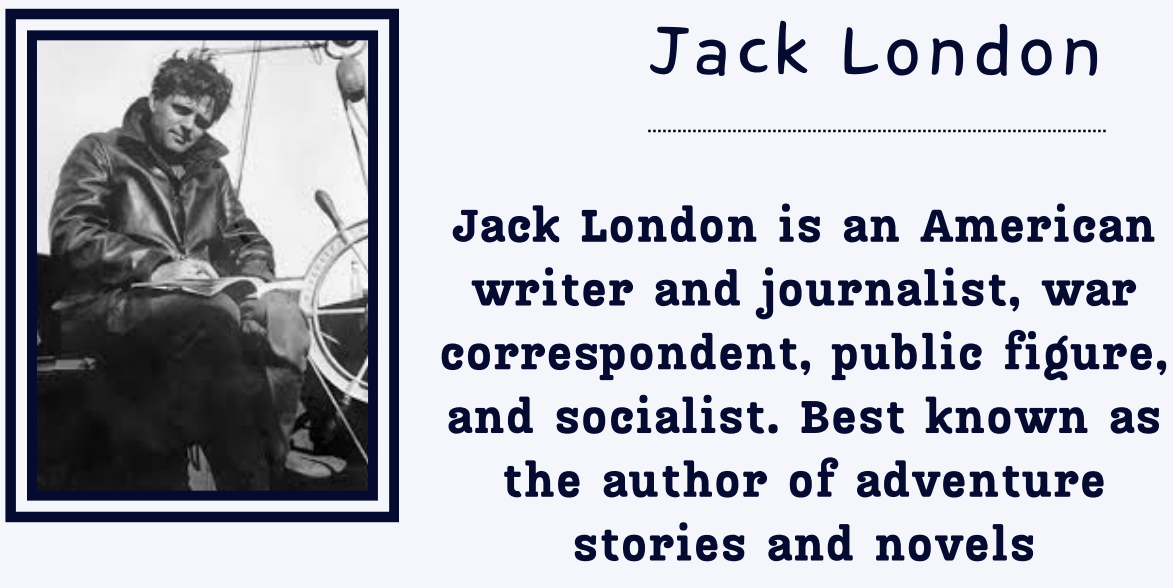 Jack London
Jack London is an American
writer and journalist, war
correspondent, public figure,
and socialist. Best known as
the author of adventure
stories and novels